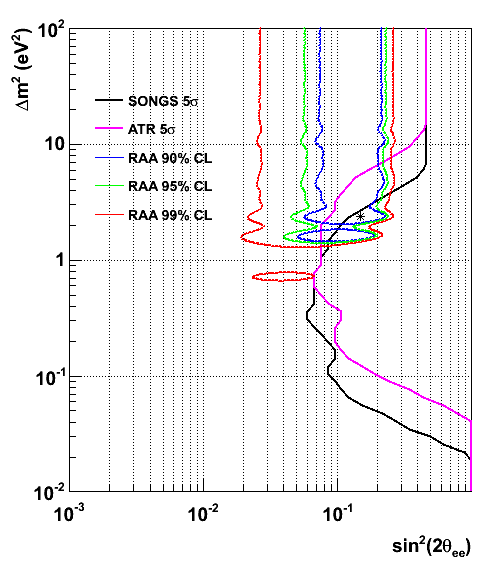 Δm² (eV²)
10²
SONGS 5σ
ATR 5σ
10
RAA 90% CL
RAA 95% CL
RAA 99% CL
1
10⁻¹
10⁻²
10⁻³ 10⁻² 10⁻¹
sin²(2θee)